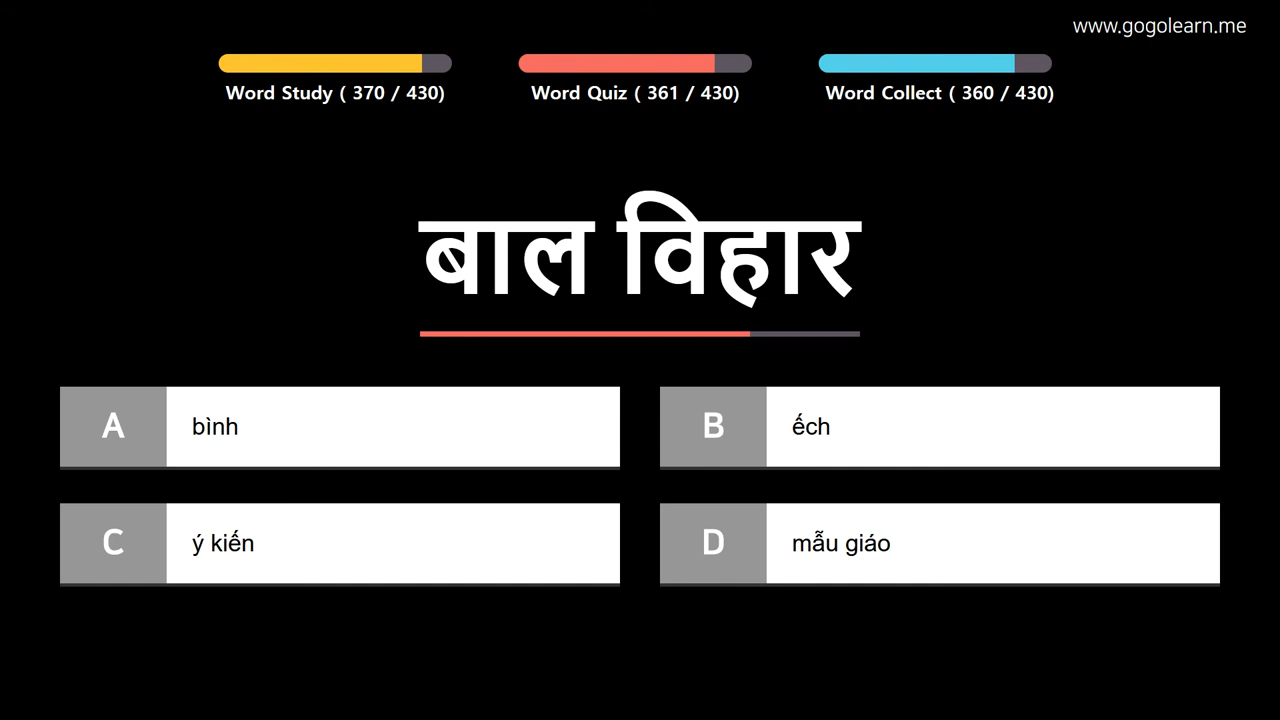 www.gogolearn.me
Word Study ( 370 / 430)
Word Quiz ( 361 / 430)
Word Collect ( 360 / 430)
बाल विहार
A bình
B ếch
C ý kiến
D mẫu giáo